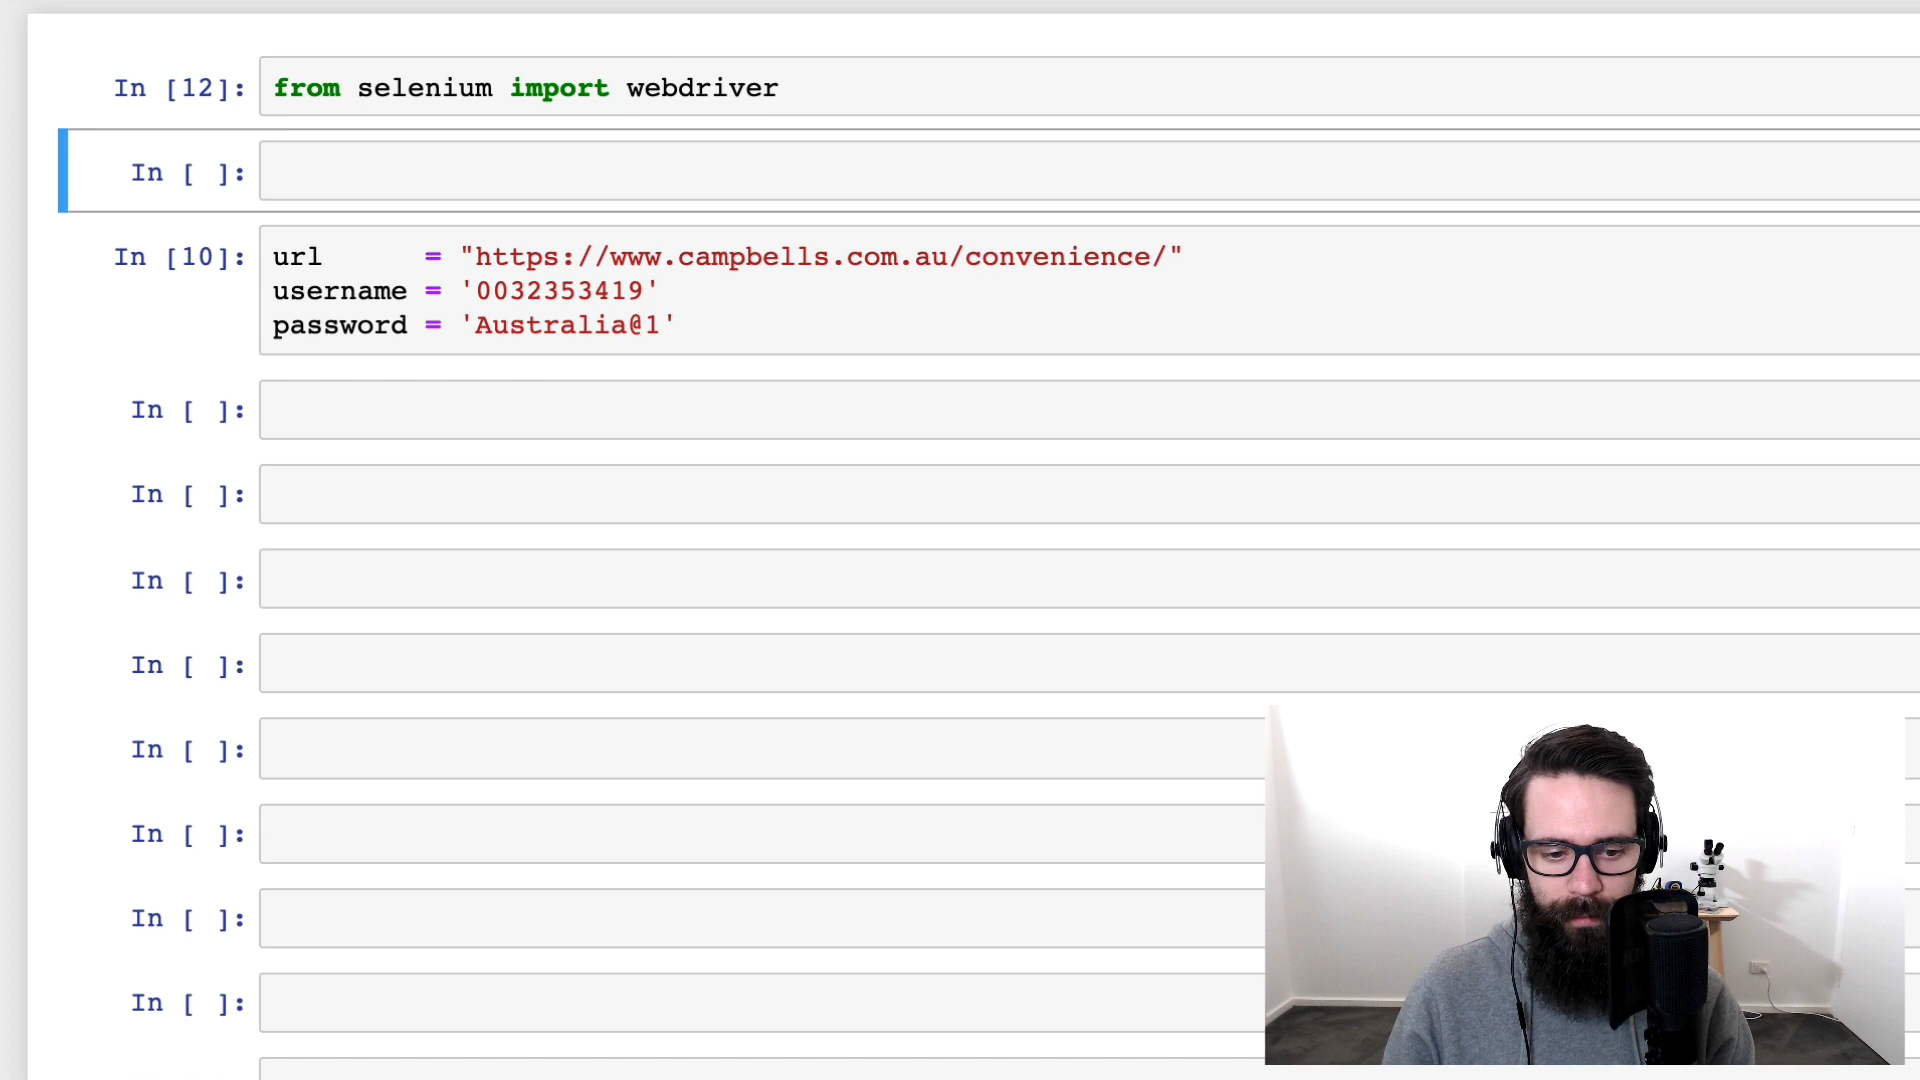 In [12]: from selenium import webdriver
In [ ]:
In [10]: url      = "https://www.campbells.com.au/convenience/"
username = '0032353419'
password = 'Australia@1'
In [ ]:
In [ ]:
In [ ]:
In [ ]:
In [ ]:
In [ ]:
In [ ]:
In [ ]: